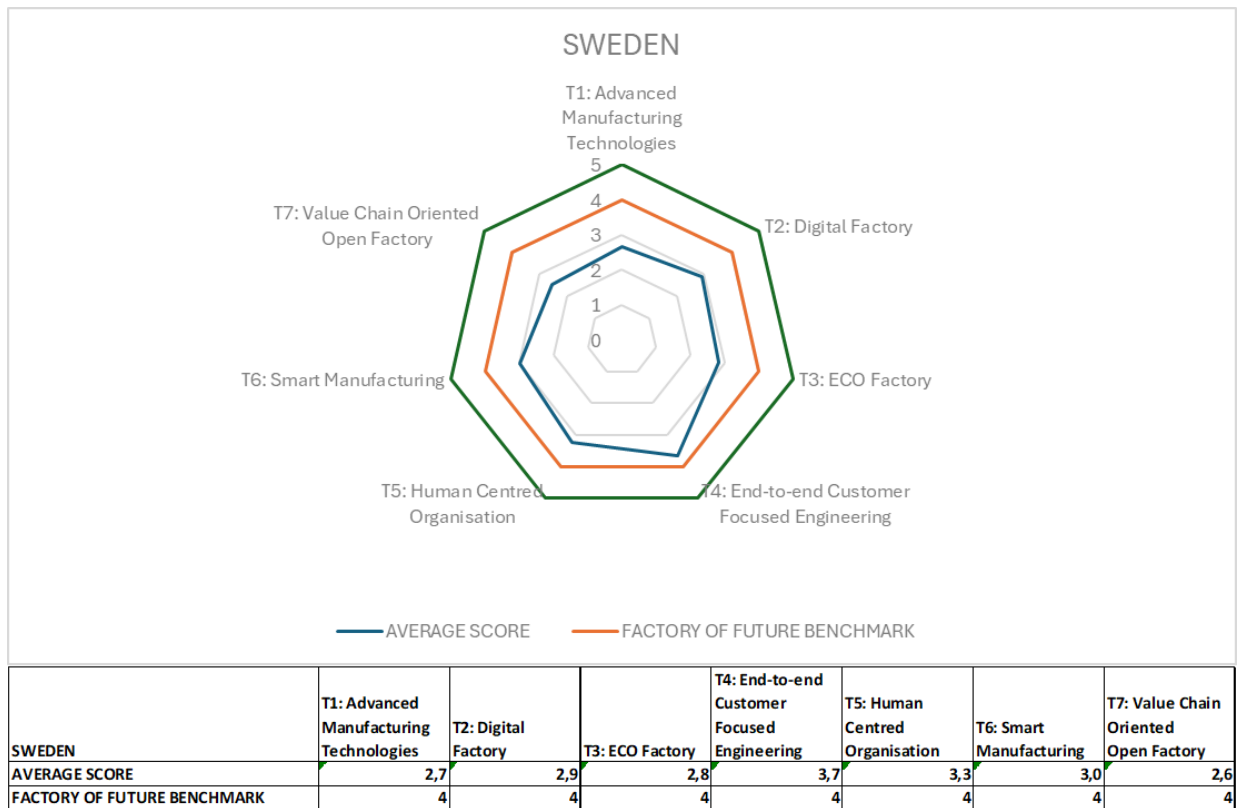 SWEDEN
T1: Advanced
Manufacturing
Technologies
5
4
3
2
1
0
T2: Digital Factory
T3: ECO Factory
T4: End-to-end Customer
Focused Engineering
T5: Human Centred
Organisation
T6: Smart Manufacturing
T7: Value Chain Oriented
Open Factory
AVERAGE SCORE
FACTORY OF FUTURE BENCHMARK
SWEDEN
T1: Advanced
Manufacturing
Technologies
T2: Digital
Factory
T3: ECO Factory
T4: End-to-end
Customer
Focused
Engineering
T5: Human
Centred
Organisation
T6: Smart
Manufacturing
T7: Value Chain
Oriented
Open Factory
AVERAGE SCORE 2,7 2,9 2,8 3,7 3,3 3,0 2,6
FACTORY OF FUTURE BENCHMARK 4 4 4 4 4 4 4